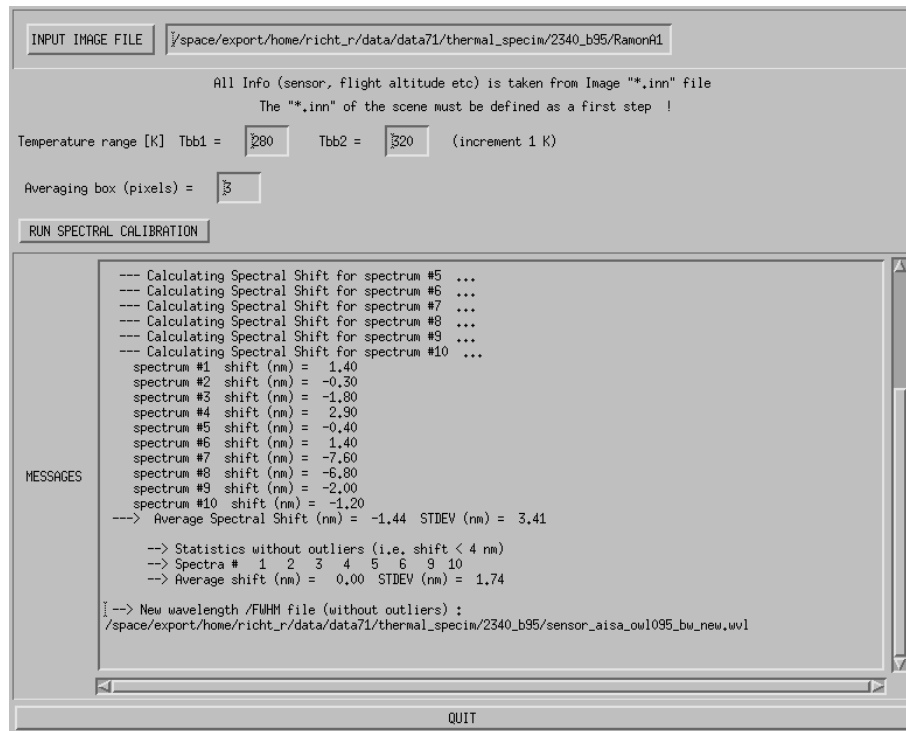 INPUT IMAGE FILE /space/export/home/richt_r/data/data71/thermal_specim/2340_b95/RamonA1
All Info (sensor, flight altitude etc) is taken from Image "*.inn" file
The "*.inn" of the scene must be defined as a first step !
Temperature range [K] Tbb1 = 280 Tbb2 = 320 (increment 1 K)
Averaging box (pixels) = 3
RUN SPECTRAL CALIBRATION
--- Calculating Spectral Shift for spectrum #5 ...
--- Calculating Spectral Shift for spectrum #6 ...
--- Calculating Spectral Shift for spectrum #7 ...
--- Calculating Spectral Shift for spectrum #8 ...
--- Calculating Spectral Shift for spectrum #9 ...
--- Calculating Spectral Shift for spectrum #10 ...
spectrum #1 shift (nm) = 1.40
spectrum #2 shift (nm) = -0.30
spectrum #3 shift (nm) = -1.80
spectrum #4 shift (nm) = 2.90
spectrum #5 shift (nm) = -0.40
spectrum #6 shift (nm) = 1.40
spectrum #7 shift (nm) = -7.60
spectrum #8 shift (nm) = -6.80
spectrum #9 shift (nm) = -2.00
spectrum #10 shift (nm) = -1.20
---> Average Spectral Shift (nm) = -1.44 STDEV (nm) = 3.41
--> Statistics without outliers (i.e. shift < 4 nm)
--> Spectra # 1 2 3 4 5 6 9 10
--> Average shift (nm) = 0.00 STDEV (nm) = 1.74
--> New wavelength /FWHM file (without outliers) :
/space/export/home/richt_r/data/data71/thermal_specim/2340_b95/sensor_aisa_owl095_bw_new.wvl
MESSAGES
QUIT